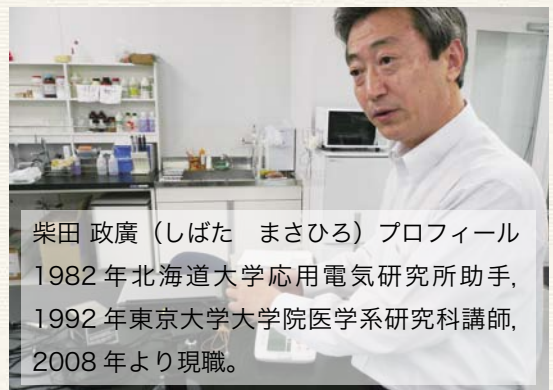 柴田 政廣（しばた　まさひろ）プロフィール
1982 年北海道大学応用電気研究所助手,
1992 年東京大学大学院医学系研究科講師,
2008 年より現職。